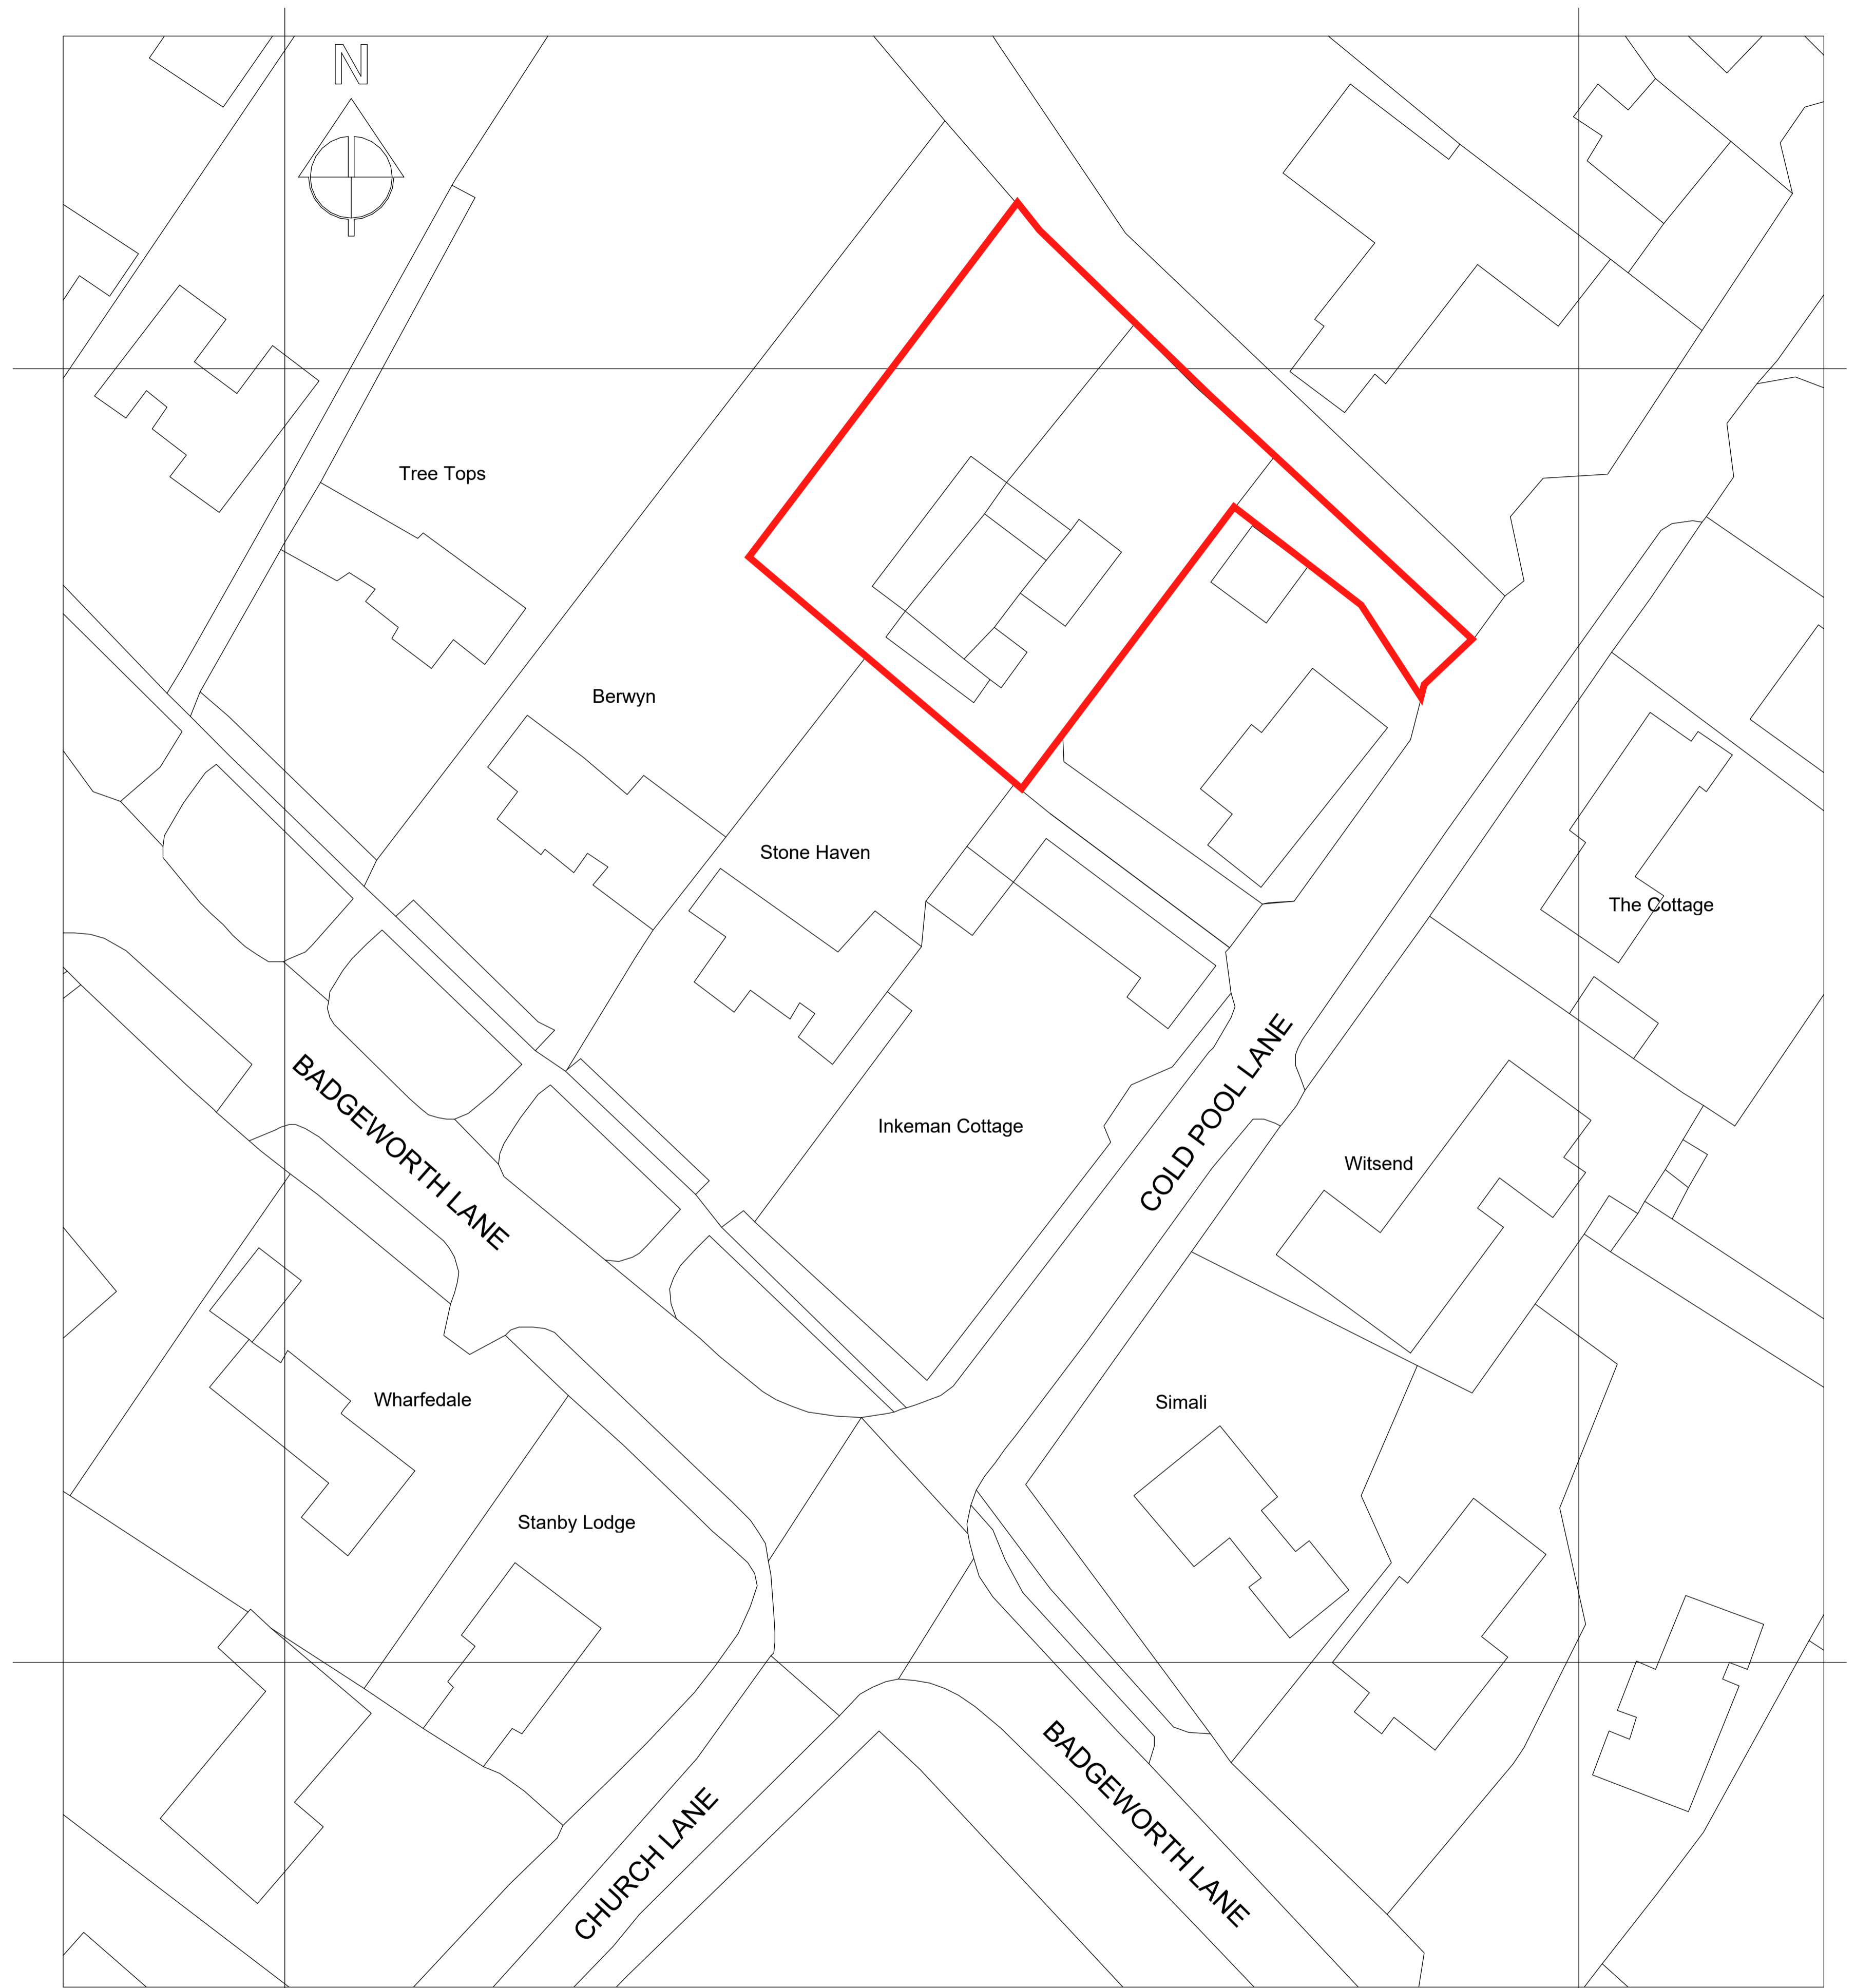 N
Tree Tops
Berwyn
Stone Haven
The Cottage
BADGEWORTH LANE
COLD POOL LANE
Inkeman Cottage
Witsend
Wharfedale
Simali
Stanby Lodge
CHURCH LANE
BADGEWORTH LANE